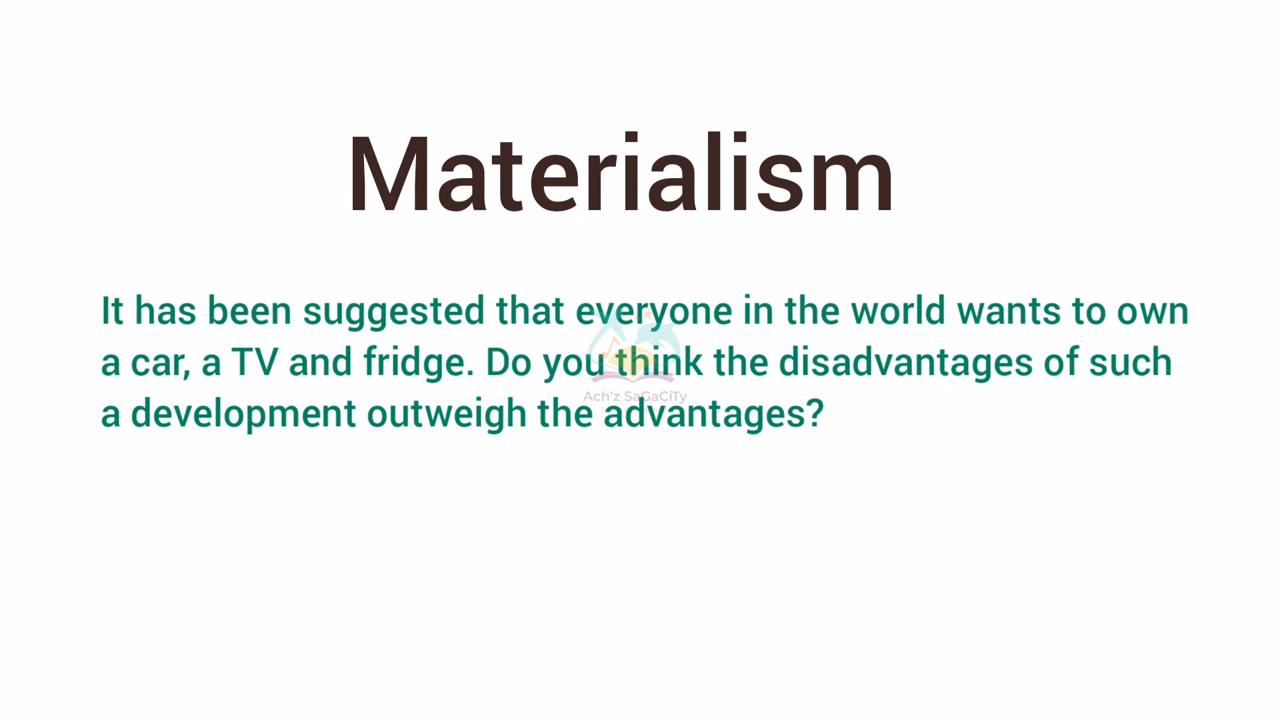 Materialism
It has been suggested that everyone in the world wants to own
a car, a TV and fridge. Do you think the disadvantages of such
Ach'z SaGaCiTy
a development outweigh the advantages?